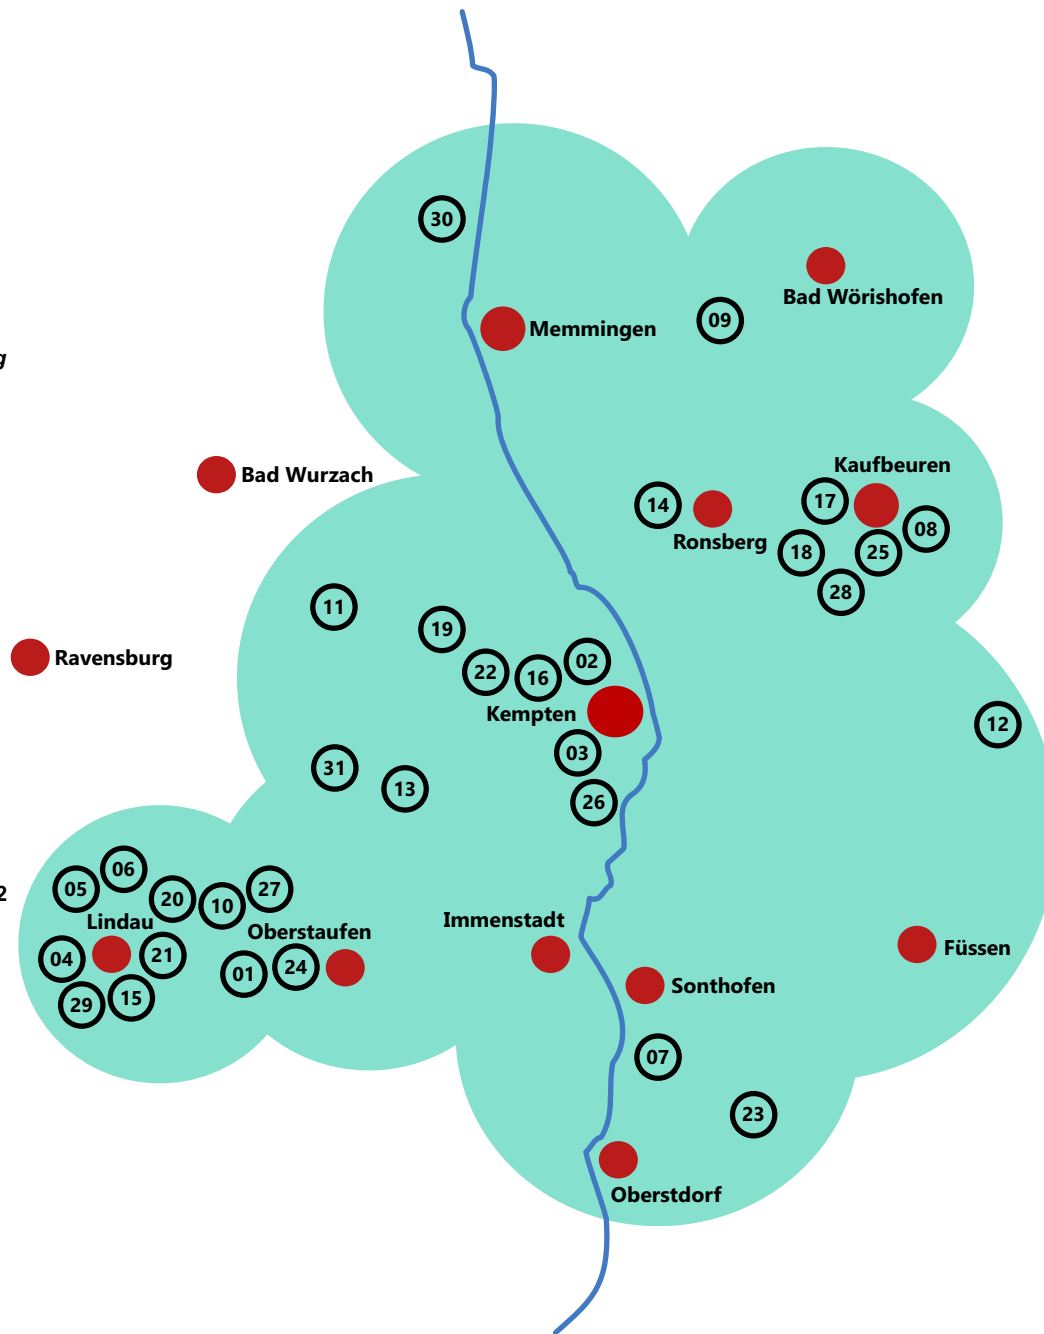 30
Bad Wörishofen
09
Memmingen
g
Kaufbeuren
Bad Wurzach
17
14
08
Ronsberg
18
25
28
11
19
02
Ravensburg
22
16
Kempten
12
03
31
13
26
06
05
27
2
20
10
Lindau
Immenstadt
Oberstaufen
Füssen
04
21
24
01
Sonthofen
15
29
07
23
Oberstdorf